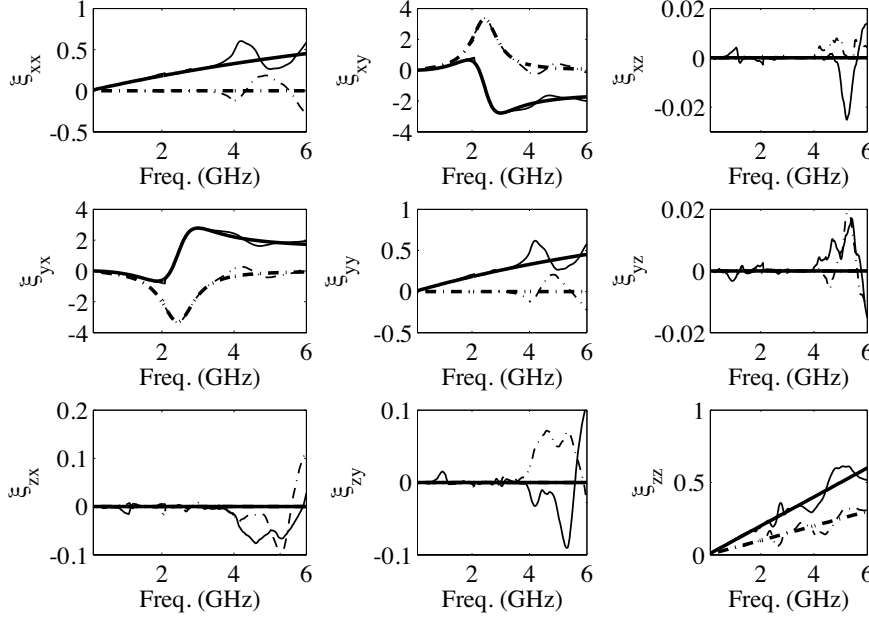 1
0.5
0
-0.5
ξxx
2 4 6
Freq. (GHz)
4
2
0
-2
-4
ξxy
2 4 6
Freq. (GHz)
0.02
0
-0.02
ξxz
2 4 6
Freq. (GHz)
4
2
0
-2
-4
ξyx
2 4 6
Freq. (GHz)
1
0.5
0
-0.5
ξyy
2 4 6
Freq. (GHz)
0.02
0
-0.02
ξyz
2 4 6
Freq. (GHz)
0.2
0.1
0
-0.1
ξzx
2 4 6
Freq. (GHz)
0.1
0
-0.1
ξzy
2 4 6
Freq. (GHz)
1
0.5
0
ξzz
2 4 6
Freq. (GHz)